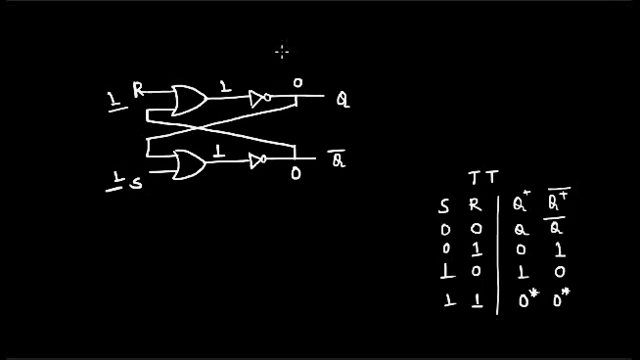 1 R 1 0 Q
1 S 1 0 Q̅
T T
S R Q⁺ Q̅⁺
0 0 Q Q̅
0 1 0 1
1 0 1 0
1 1 0* 0*